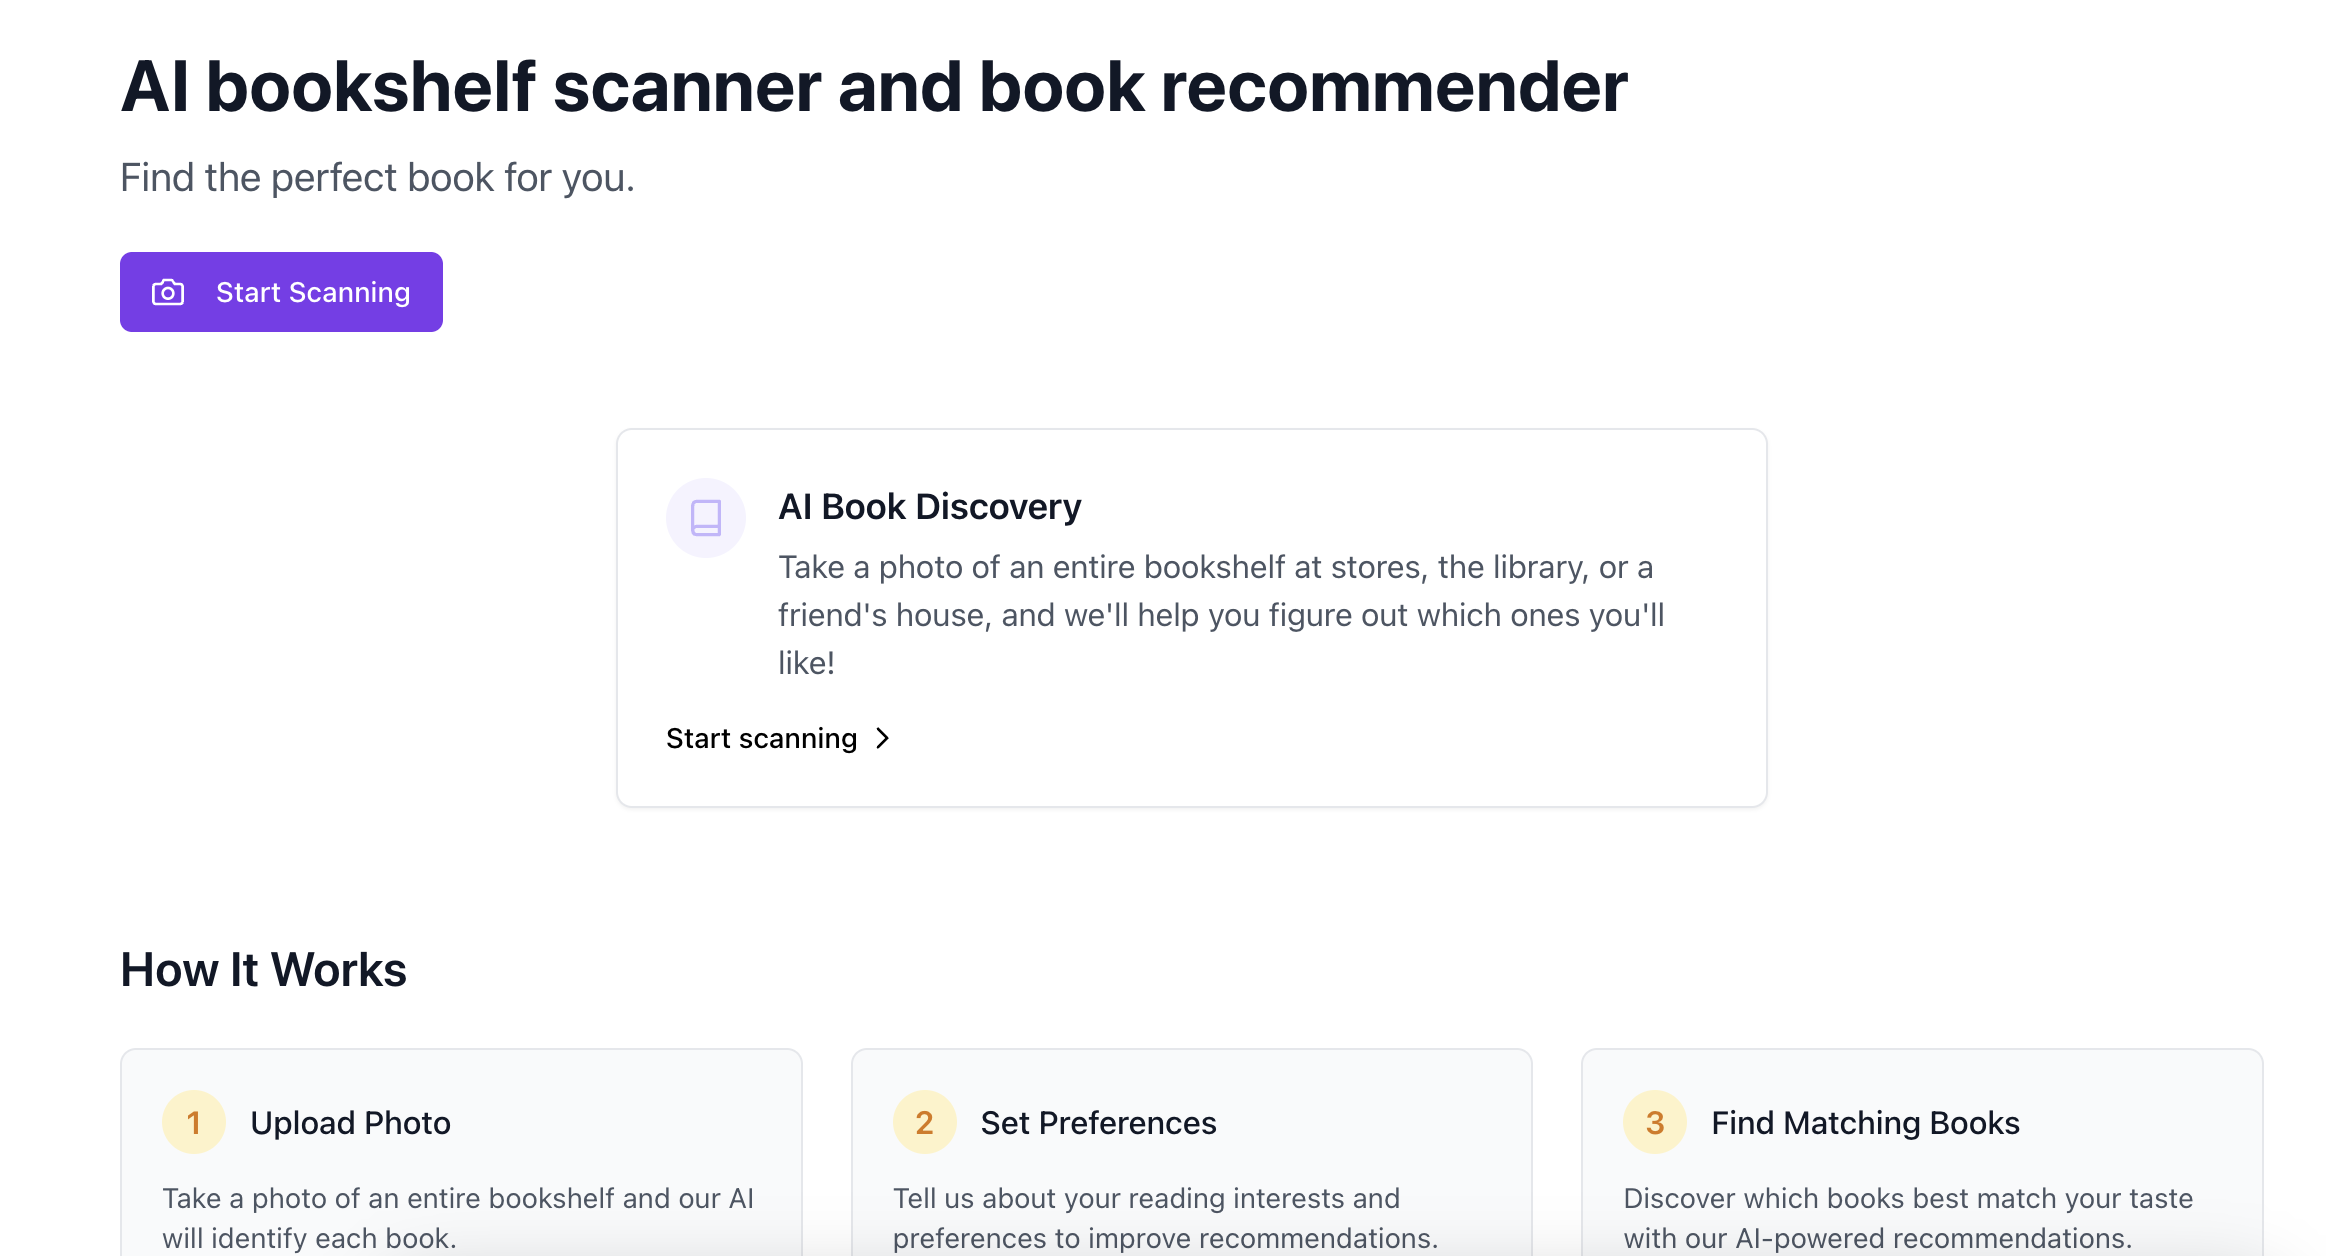 AI bookshelf scanner and book recommender
Find the perfect book for you.
Start Scanning
AI Book Discovery
Take a photo of an entire bookshelf at stores, the library, or a
friend's house, and we'll help you figure out which ones you'll
like!
Start scanning
How It Works
1 Upload Photo
Take a photo of an entire bookshelf and our AI
will identify each book.
2 Set Preferences
Tell us about your reading interests and
preferences to improve recommendations.
3 Find Matching Books
Discover which books best match your taste
with our AI-powered recommendations.